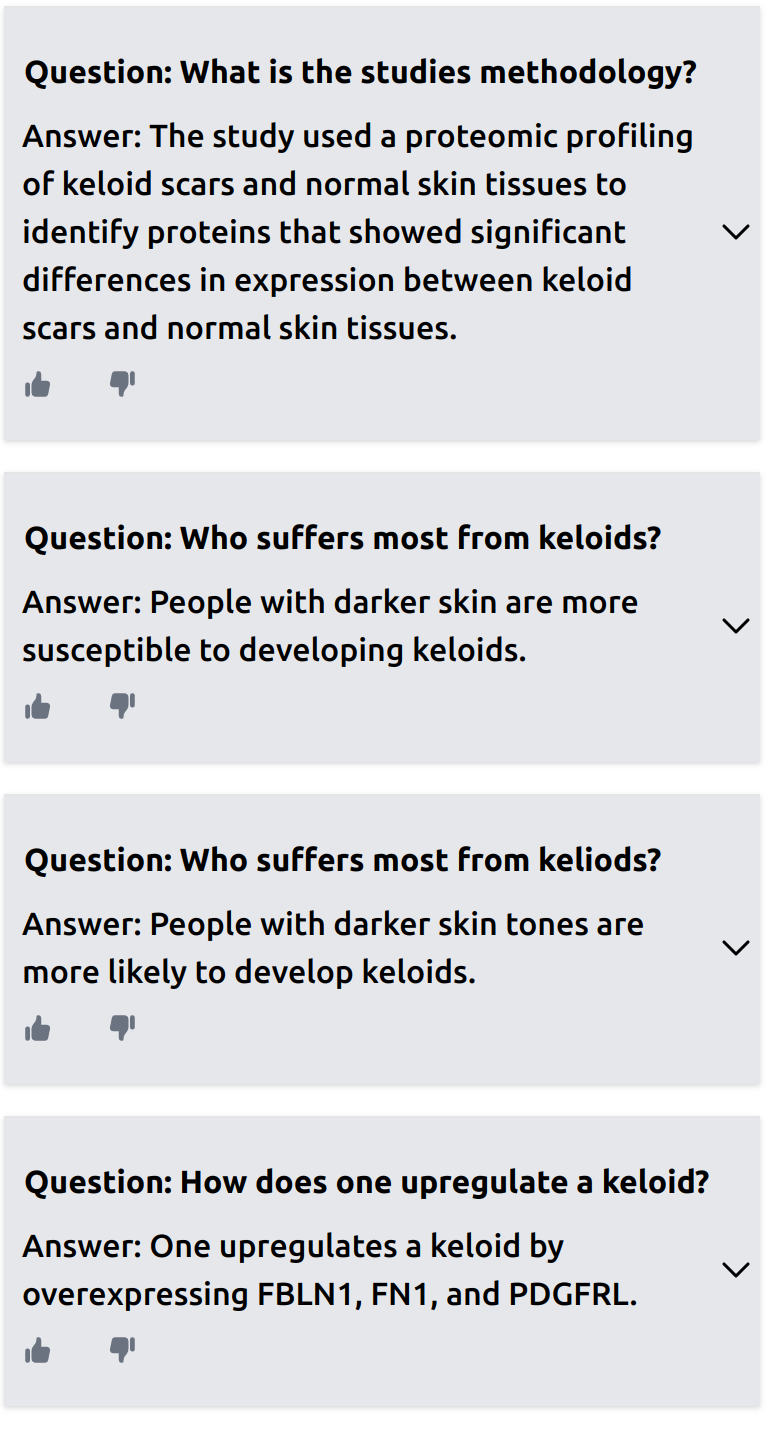 Question: What is the studies methodology?
Answer: The study used a proteomic profiling
of keloid scars and normal skin tissues to
identify proteins that showed significant
differences in expression between keloid
scars and normal skin tissues.
Question: Who suffers most from keloids?
Answer: People with darker skin are more
susceptible to developing keloids.
Question: Who suffers most from keliods?
Answer: People with darker skin tones are
more likely to develop keloids.
Question: How does one upregulate a keloid?
Answer: One upregulates a keloid by
overexpressing FBLN1, FN1, and PDGFRL.